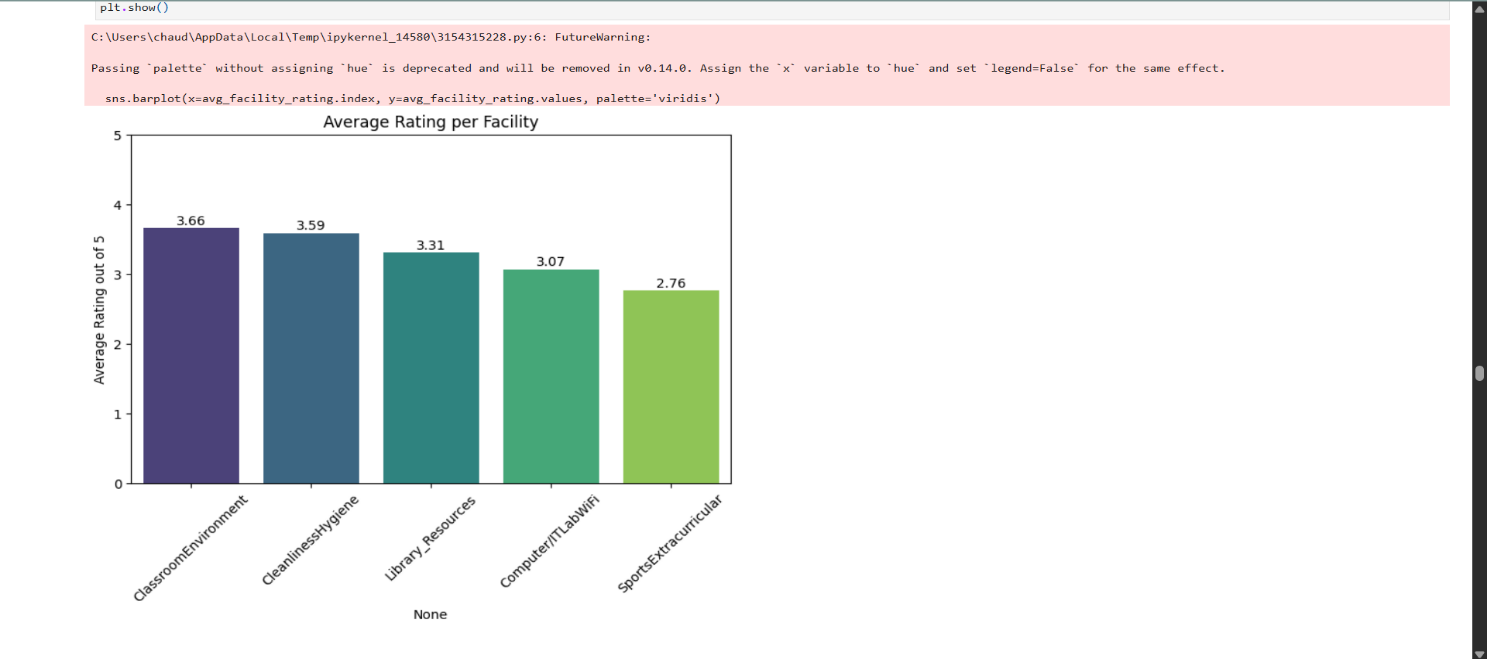 plt.show()
C:\Users\chaud\AppData\Local\Temp\ipykernel_14580\3154315228.py:6: FutureWarning:
Passing `palette` without assigning `hue` is deprecated and will be removed in v0.14.0. Assign the `x` variable to `hue` and set `legend=False` for the same effect.
sns.barplot(x=avg_facility_rating.index, y=avg_facility_rating.values, palette='viridis')
Average Rating per Facility
Average Rating out of 5
5
4
3
2
1
0
3.66
3.59
3.31
3.07
2.76
ClassroomEnvironment
CleanlinessHygiene
Library_Resources
Computer/ITLabWiFi
SportsExtracurricular
None